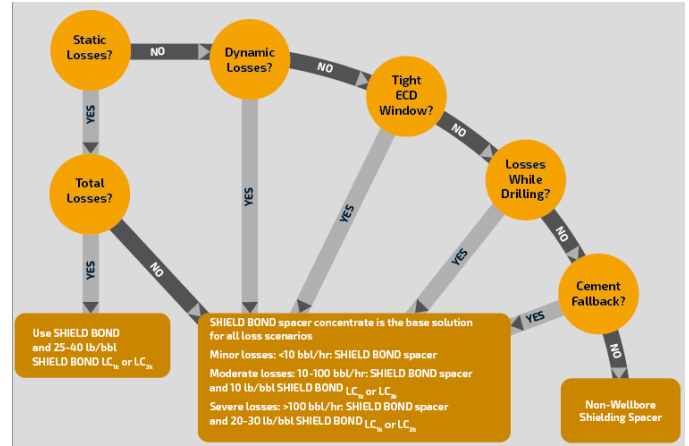 Static
Losses?
NO
Dynamic
Losses?
NO
Tight
ECD
Window?
NO
Losses
While
Drilling?
NO
Cement
Fallback?
NO
YES
Total
Losses?
YES
NO
YES
YES
YES
YES
Use SHIELD BOND
and 25-40 lb/bbl
SHIELD BOND LC1k or LC3k
SHIELD BOND spacer concentrate is the base solution
for all loss scenarios
Minor losses: <10 bbl/hr: SHIELD BOND spacer
Moderate losses: 10-100 bbl/hr: SHIELD BOND spacer
and 10 lb/bbl SHIELD BOND LC1k or LC3k
Severe losses: >100 bbl/hr: SHIELD BOND spacer
and 20-30 lb/bbl SHIELD BOND LC1k or LC3k
Non-Wellbore
Shielding Spacer